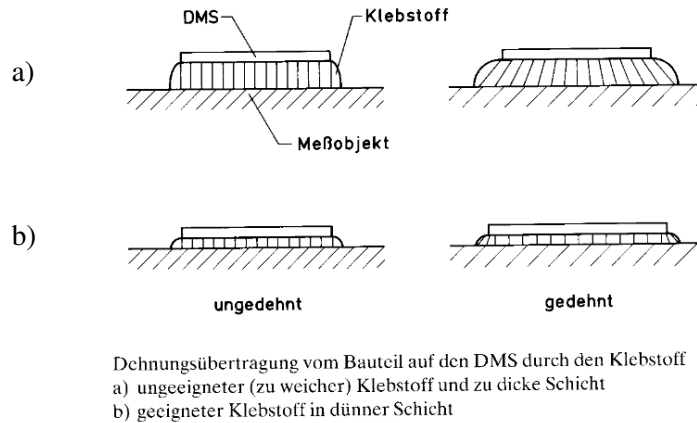 DMS
Klebstoff
a)
Meßobjekt
b)
ungedehnt
gedehnt
Dehnungsübertragung vom Bauteil auf den DMS durch den Klebstoff
a) ungeeigneter (zu weicher) Klebstoff und zu dicke Schicht
b) geeigneter Klebstoff in dünner Schicht